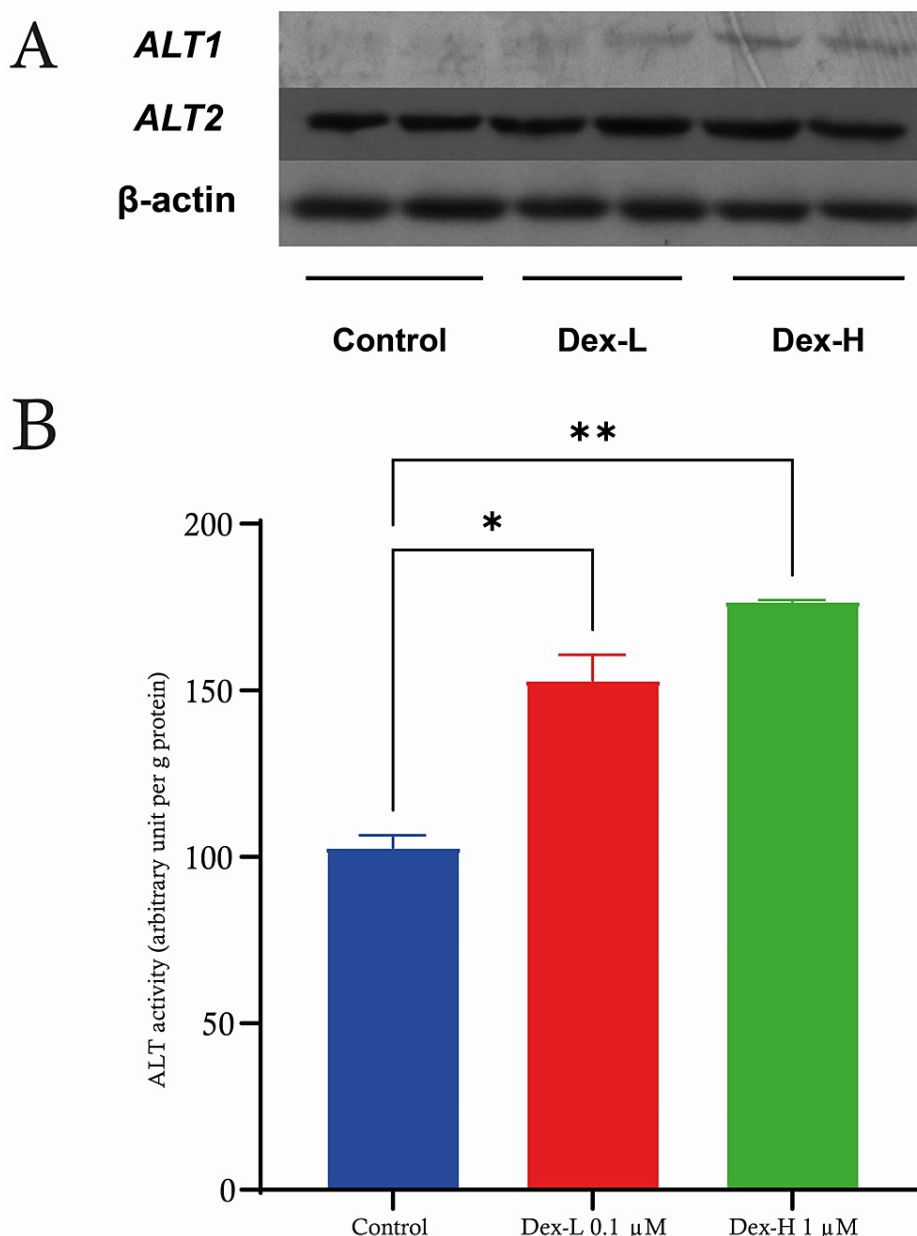 A
ALT1
ALT2
β-actin
Control Dex-L Dex-H
B
**
*
200
150
100
50
0
ALT activity (arbitrary unit per g protein)
Control Dex-L 0.1 μM Dex-H 1 μM